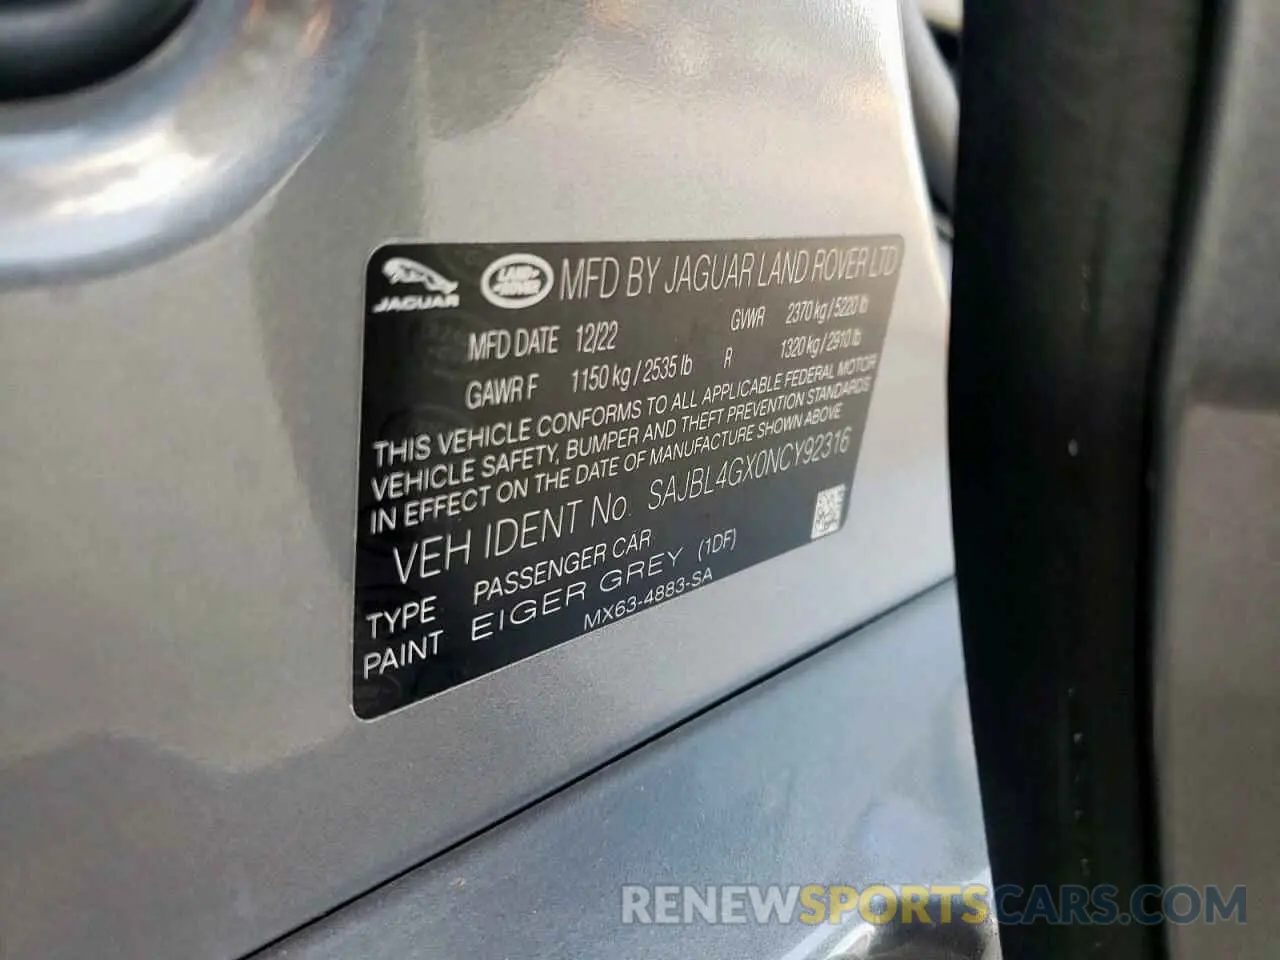 JAGUAR LAND ROVER MFD BY JAGUAR LAND ROVER LTD
MFD DATE 12/22 GVWR 2370 kg / 5220 lb
GAWR F 1150 kg / 2535 lb R 1320 kg / 2910 lb
THIS VEHICLE CONFORMS TO ALL APPLICABLE FEDERAL MOTOR
VEHICLE SAFETY, BUMPER AND THEFT PREVENTION STANDARDS
IN EFFECT ON THE DATE OF MANUFACTURE SHOWN ABOVE
VEH IDENT No. SAJBL4GX0NCY92316
TYPE PASSENGER CAR
PAINT EIGER GREY (1DF)
MX63-4883-SA
RENEWSPORTSCARS.COM